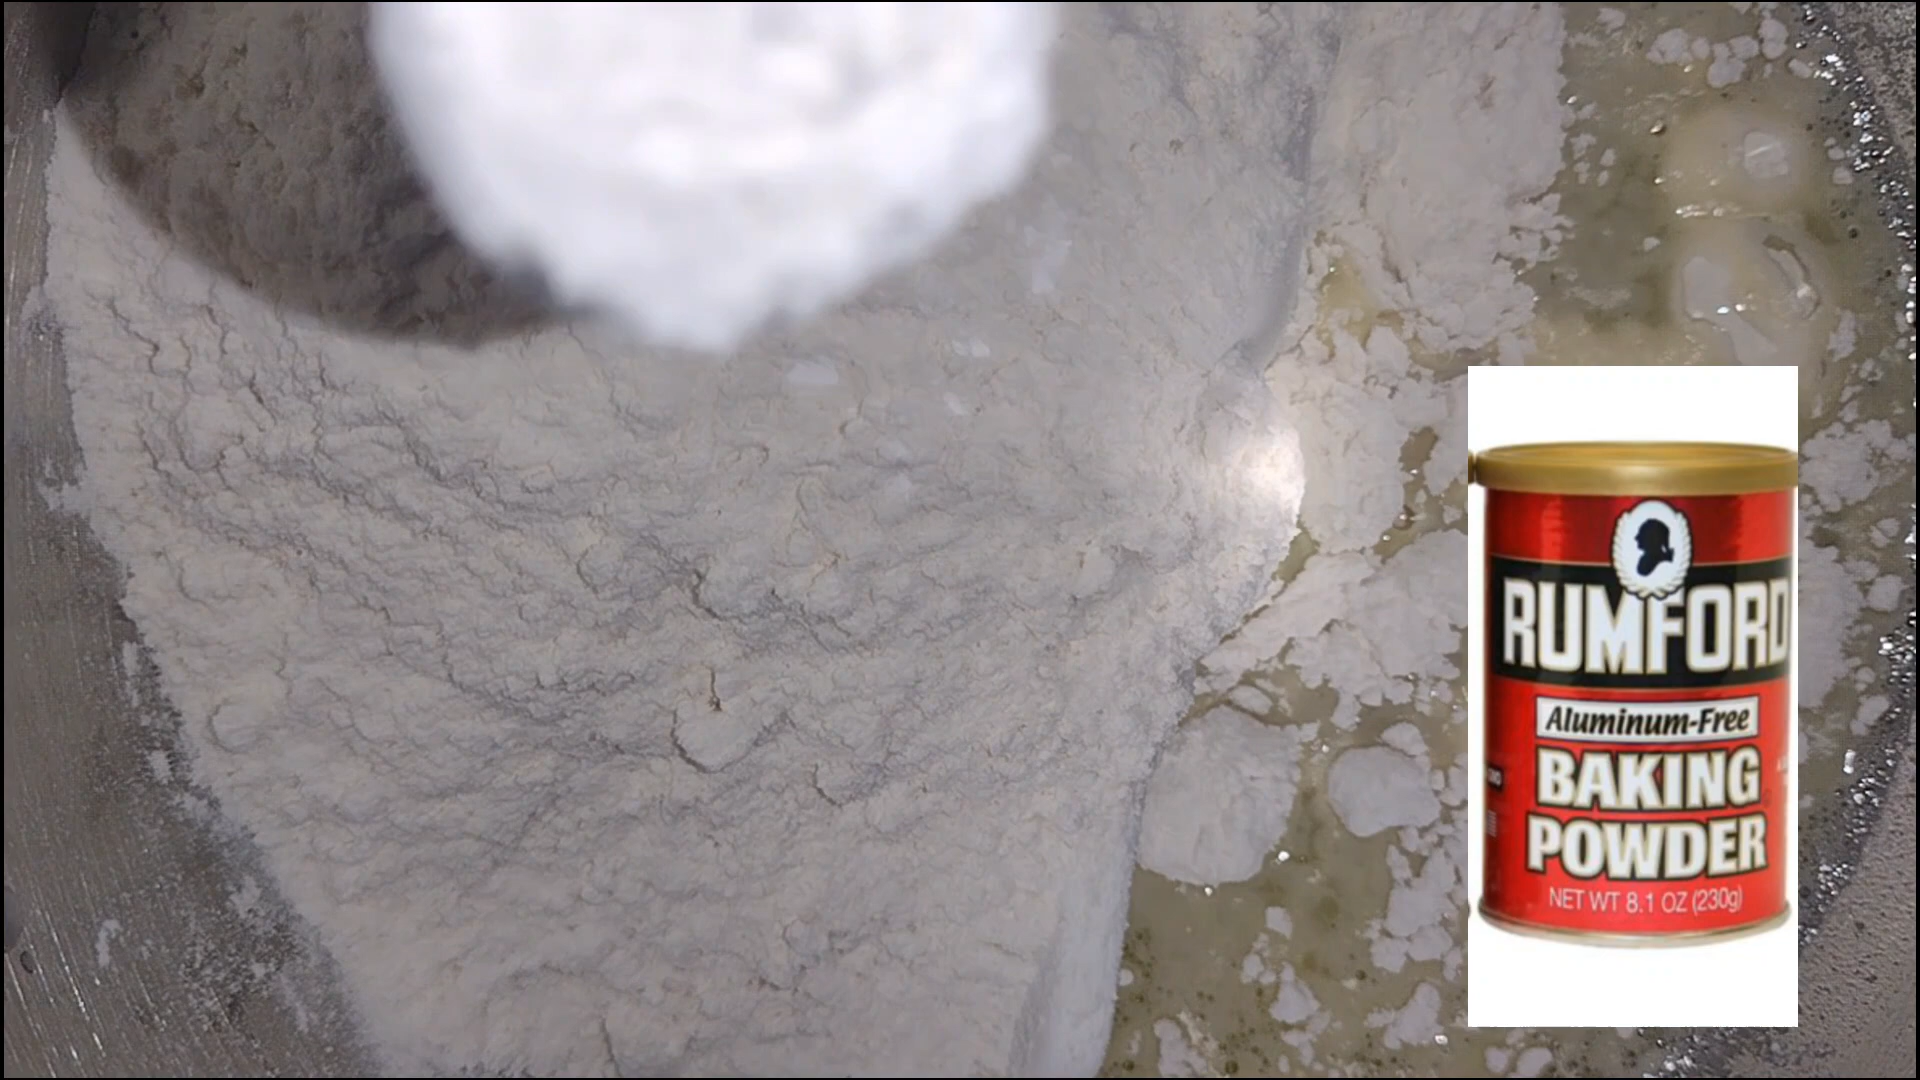 RUMFORD
Aluminum-Free
BAKING
POWDER
NET WT 8.1 OZ (230g)